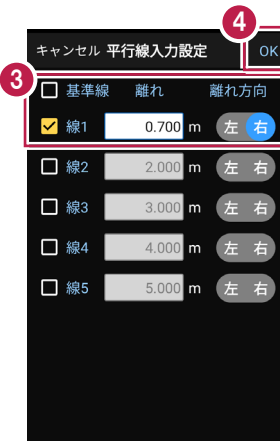 4
キャンセル 平行線入力設定 OK
3
基準線 離れ 離れ方向
線1 0.700 m 左 右
線2 2.000 m 左 右
線3 3.000 m 左 右
線4 4.000 m 左 右
線5 5.000 m 左 右